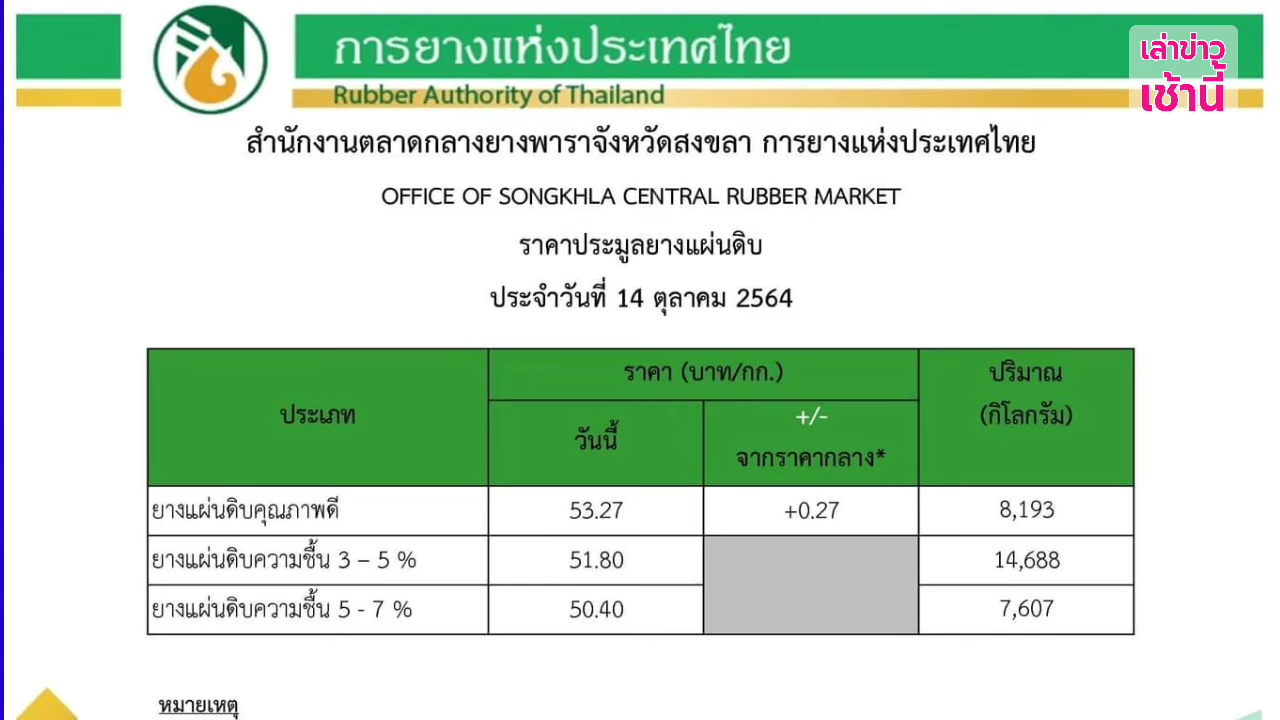 การยางแห่งประเทศไทย
Rubber Authority of Thailand
เล่าข่าว
เช้านี้
สำนักงานตลาดกลางยางพาราจังหวัดสงขลา การยางแห่งประเทศไทย
OFFICE OF SONGKHLA CENTRAL RUBBER MARKET
ราคาประมูลยางแผ่นดิบ
ประจำวันที่ 14 ตุลาคม 2564
ประเภท ราคา (บาท/กก.) ปริมาณ
(กิโลกรัม)
วันนี้ +/-
จากราคากลาง*
ยางแผ่นดิบคุณภาพดี 53.27 +0.27 8,193
ยางแผ่นดิบความชื้น 3 – 5 % 51.80 14,688
ยางแผ่นดิบความชื้น 5 - 7 % 50.40 7,607
หมายเหตุ